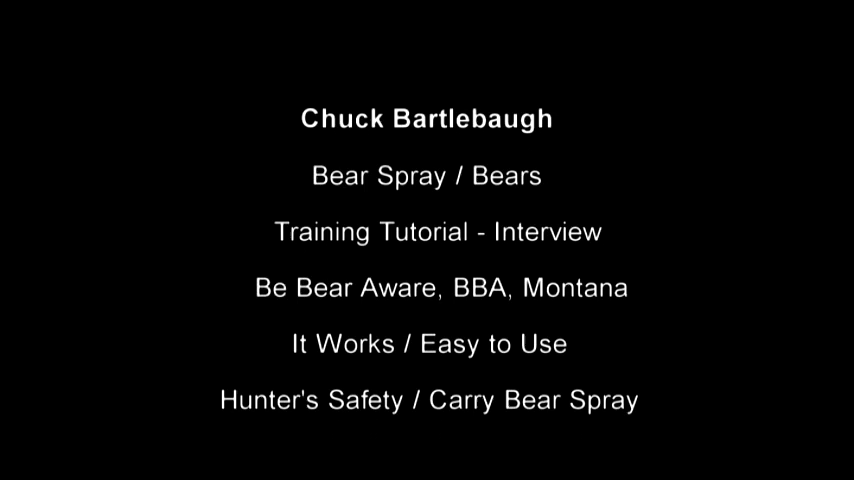 Chuck Bartlebaugh
Bear Spray / Bears
Training Tutorial - Interview
Be Bear Aware, BBA, Montana
It Works / Easy to Use
Hunter's Safety / Carry Bear Spray